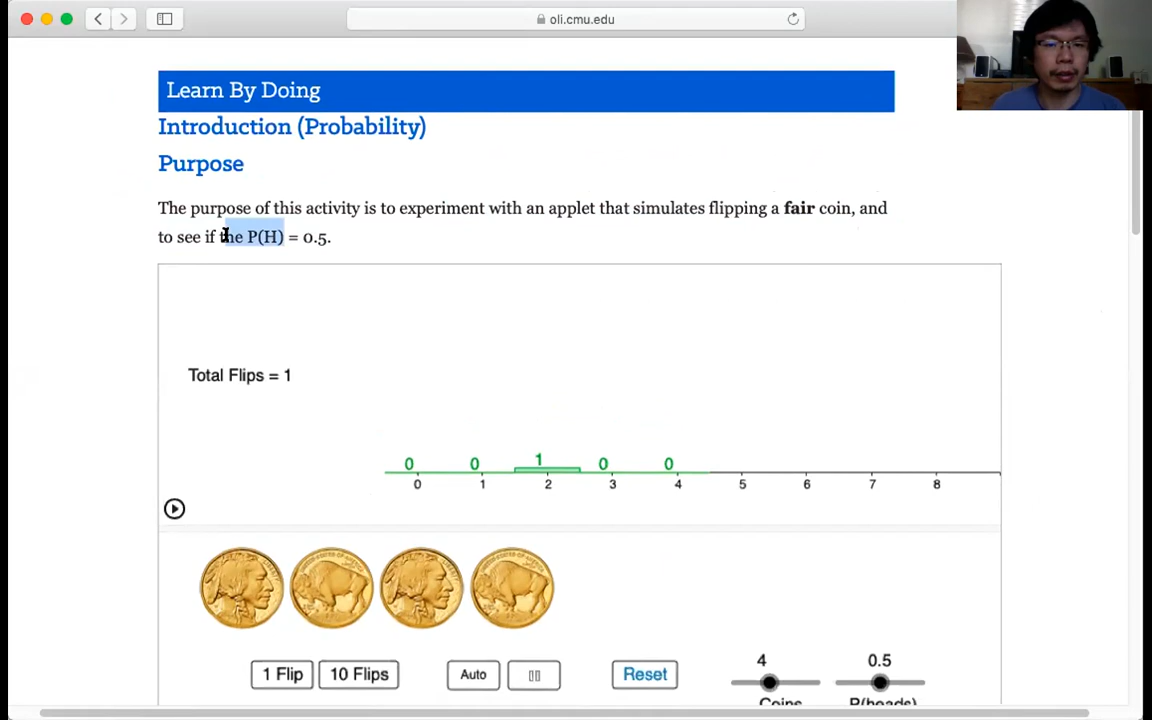 oli.cmu.edu
Learn By Doing
Introduction (Probability)
Purpose
The purpose of this activity is to experiment with an applet that simulates flipping a fair coin, and
to see if the P(H) = 0.5.
Total Flips = 1
0 0 1 0 0
0 1 2 3 4 5 6 7 8
4 0.5
1 Flip 10 Flips Auto Reset
Coins P(heads)